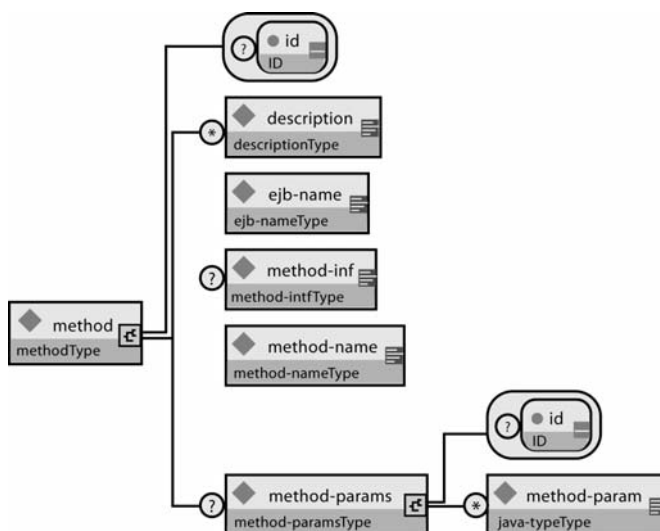 ? id
ID
* description
descriptionType
ejb-name
ejb-nameType
? method-inf
method-intfType
method
methodType
method-name
method-nameType
? id
ID
? method-params
method-paramsType
* method-param
java-typeType